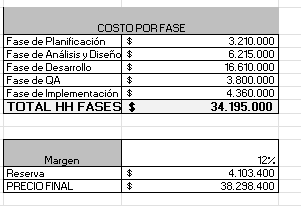 COSTO POR FASE
Fase de Planificación $ 3.210.000
Fase de Análisis y Diseño $ 6.215.000
Fase de Desarrollo $ 16.610.000
Fase de QA $ 3.800.000
Fase de Implementación $ 4.360.000
TOTAL HH FASES $ 34.195.000
Margen 12%
Reserva $ 4.103.400
PRECIO FINAL $ 38.298.400